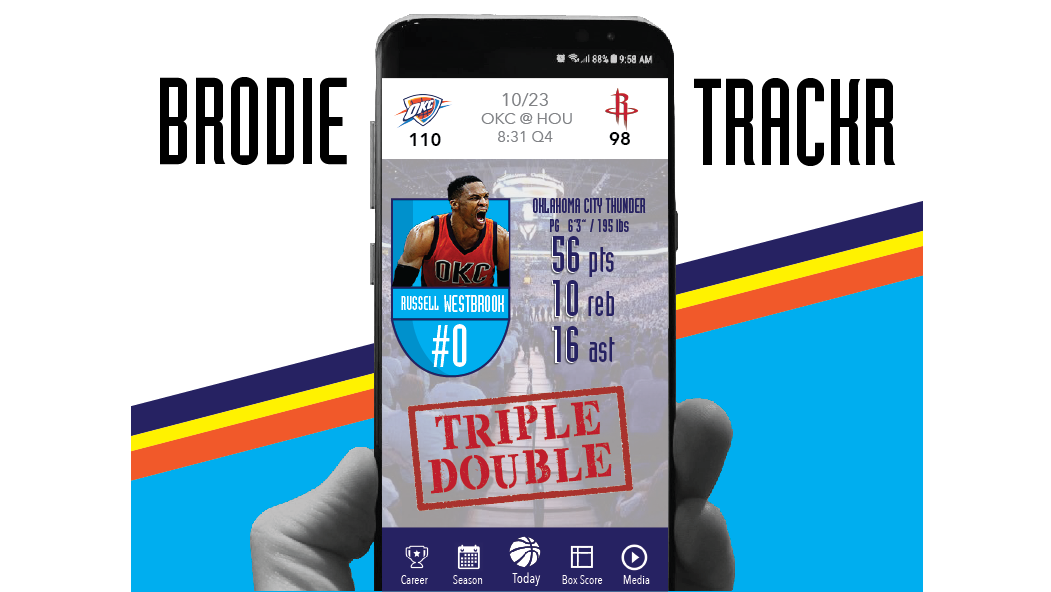 BRODIE
TRACKR
88% 9:58 AM
OKC
110
10/23
OKC @ HOU
8:31 Q4
R
98
OKLAHOMA CITY THUNDER
PG 6'3" / 195 lbs
56 pts
10 reb
16 ast
OKC
RUSSELL WESTBROOK
#0
TRIPLE
DOUBLE
Career
Season
Today
Box Score
Media